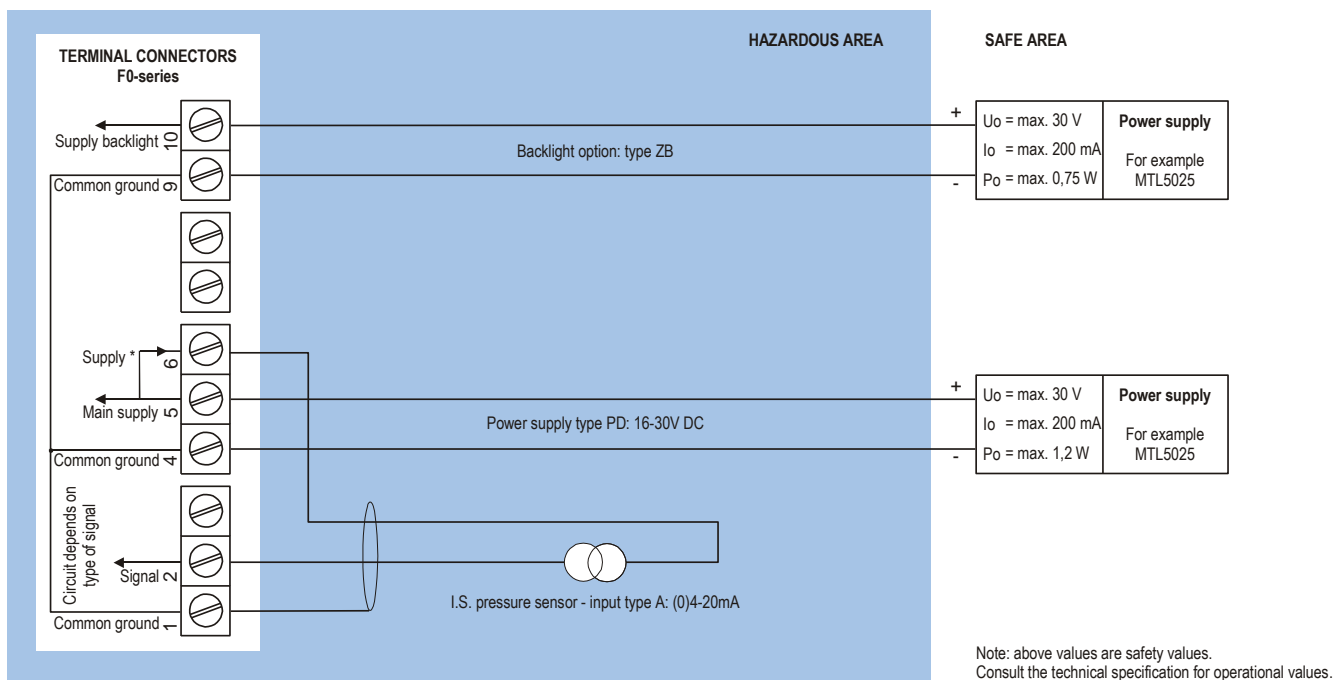 HAZARDOUS AREA
SAFE AREA
TERMINAL CONNECTORS
F0-series
Supply backlight 10
Common ground 9
Backlight option: type ZB
+
-
Uo = max. 30 V
Io = max. 200 mA
Po = max. 0,75 W
Power supply
For example
MTL5025
Supply * 6
Main supply 5
Common ground 4
Power supply type PD: 16-30V DC
+
-
Uo = max. 30 V
Io = max. 200 mA
Po = max. 1,2 W
Power supply
For example
MTL5025
Circuit depends on
type of signal
Signal 2
Common ground 1
I.S. pressure sensor - input type A: (0)4-20mA
Note: above values are safety values.
Consult the technical specification for operational values.